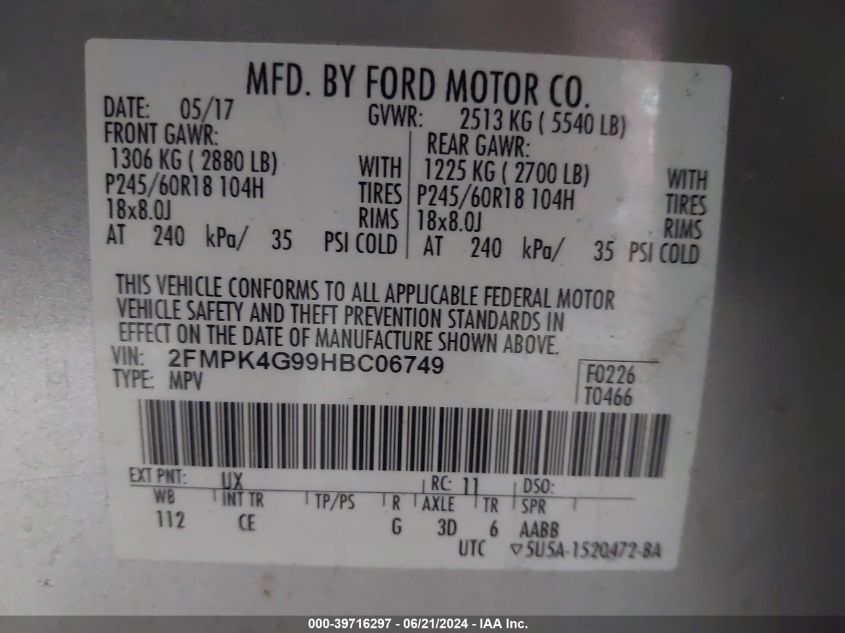 MFD. BY FORD MOTOR CO.
DATE: 05/17 GVWR: 2513 KG ( 5540 LB)
FRONT GAWR: REAR GAWR:
1306 KG ( 2880 LB) WITH 1225 KG ( 2700 LB) WITH
P245/60R18 104H TIRES P245/60R18 104H TIRES
18x8.0J RIMS 18x8.0J RIMS
AT 240 kPa/ 35 PSI COLD AT 240 kPa/ 35 PSI COLD
THIS VEHICLE CONFORMS TO ALL APPLICABLE FEDERAL MOTOR
VEHICLE SAFETY AND THEFT PREVENTION STANDARDS IN
EFFECT ON THE DATE OF MANUFACTURE SHOWN ABOVE.
VIN: 2FMPK4G99HBC06749
TYPE: MPV
F0226
T0466
EXT PNT: UX RC: 11 DSO:
WB INT TR TP/PS R AXLE TR SPR
112 CE G 3D 6 AABB
UTC ▽5U5A-1520472-BA
000-39716297 - 06/21/2024 - IAA Inc.